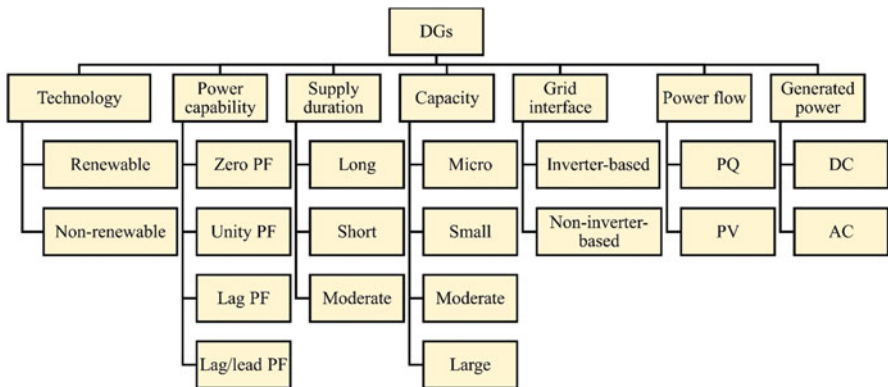 DGs
Technology
Power
capability
Supply
duration
Capacity
Grid
interface
Power flow
Generated
power
Renewable
Zero PF
Long
Micro
Inverter-based
PQ
DC
Non-renewable
Unity PF
Short
Small
Non-inverter-
based
PV
AC
Lag PF
Moderate
Moderate
Lag/lead PF
Large